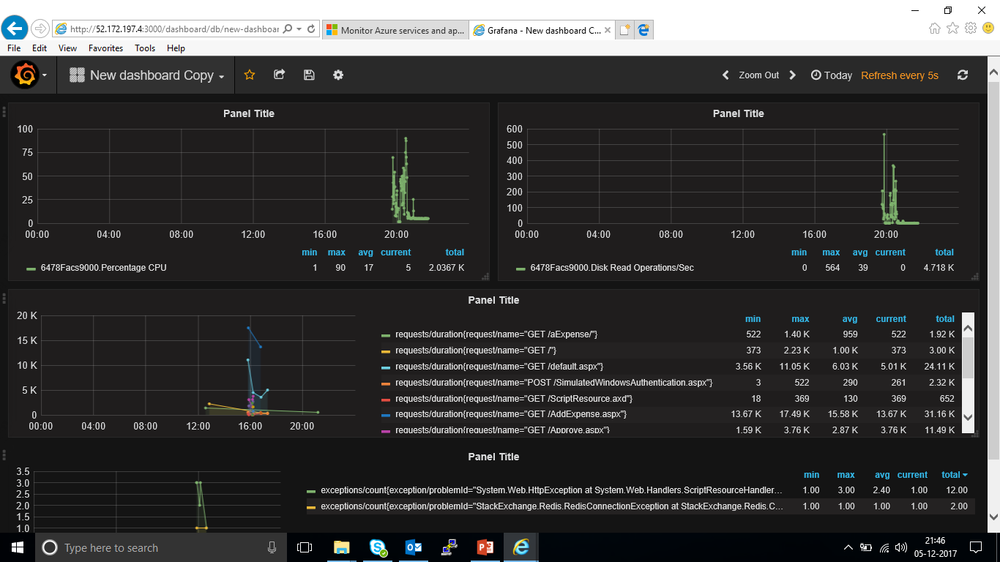 http://52.172.197.4:3000/dashboard/db/new-dashboar
Monitor Azure services and ap...
Grafana - New dashboard C...
File Edit View Favorites Tools Help
New dashboard Copy
Zoom Out
Today
Refresh every 5s
Panel Title
100
75
50
25
0
00:00 04:00 08:00 12:00 16:00 20:00
min max avg current total
6478Facs9000.Percentage CPU 1 90 17 5 2.0367 K
Panel Title
600
500
400
300
200
100
0
00:00 04:00 08:00 12:00 16:00 20:00
min max avg current total
6478Facs9000.Disk Read Operations/Sec 0 564 39 0 4.718 K
Panel Title
20 K
15 K
10 K
5 K
0
00:00 04:00 08:00 12:00 16:00 20:00
min max avg current total
requests/duration{request/name="GET /aExpense/"} 522 1.40 K 959 522 1.92 K
requests/duration{request/name="GET /"} 373 2.23 K 1.00 K 373 3.00 K
requests/duration{request/name="GET /default.aspx"} 3.56 K 11.05 K 6.03 K 5.01 K 24.11 K
requests/duration{request/name="POST /SimulatedWindowsAuthentication.aspx"} 3 522 290 261 2.32 K
requests/duration{request/name="GET /ScriptResource.axd"} 18 369 130 369 652
requests/duration{request/name="GET /AddExpense.aspx"} 13.67 K 17.49 K 15.58 K 13.67 K 31.16 K
requests/duration{request/name="GET /Approve.aspx"} 1.59 K 3.76 K 2.87 K 3.76 K 11.49 K
Panel Title
3.5
3.0
2.5
2.0
1.5
1.0
min max avg current total
exceptions/count{exception/problemId="System.Web.HttpException at System.Web.Handlers.ScriptResourceHandler... 1.00 3.00 2.40 1.00 12.00
exceptions/count{exception/problemId="StackExchange.Redis.RedisConnectionException at StackExchange.Redis.C... 1.00 1.00 1.00 1.00 2.00
Type here to search
21:46
05-12-2017